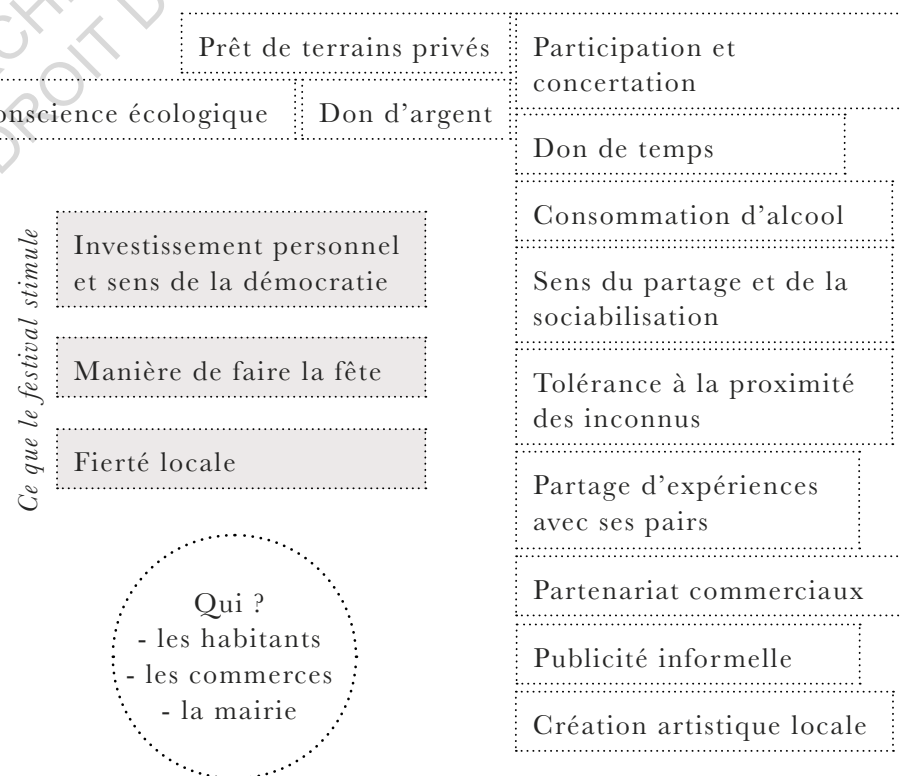 Prêt de terrains privés
onscience écologique
Don d'argent
Ce que le festival stimule
Investissement personnel
et sens de la démocratie
Manière de faire la fête
Fierté locale
Qui ?
- les habitants
- les commerces
- la mairie
Participation et
concertation
Don de temps
Consommation d'alcool
Sens du partage et de la
sociabilisation
Tolérance à la proximité
des inconnus
Partage d'expériences
avec ses pairs
Partenariat commerciaux
Publicité informelle
Création artistique locale